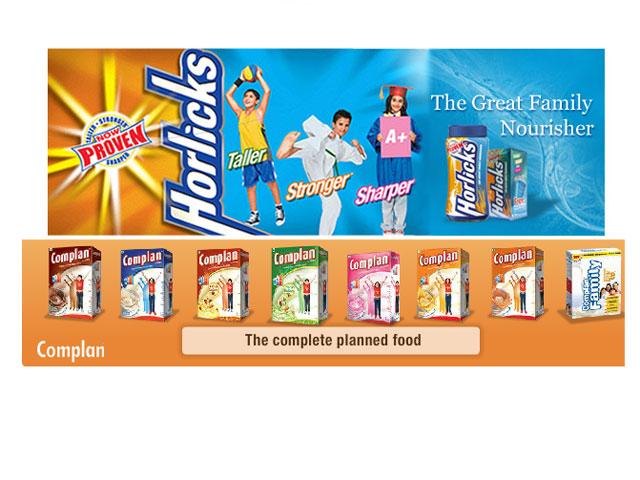 TALLER • STRONGER
NOW
PROVEN
SHARPER
Horlicks
Taller
Stronger
Sharper
A+
The Great Family
Nourisher
Horlicks
Horlicks
Complan
Complan
Complan
Complan
Complan
Complan
Complan
Complan
Family
Complan
The complete planned food